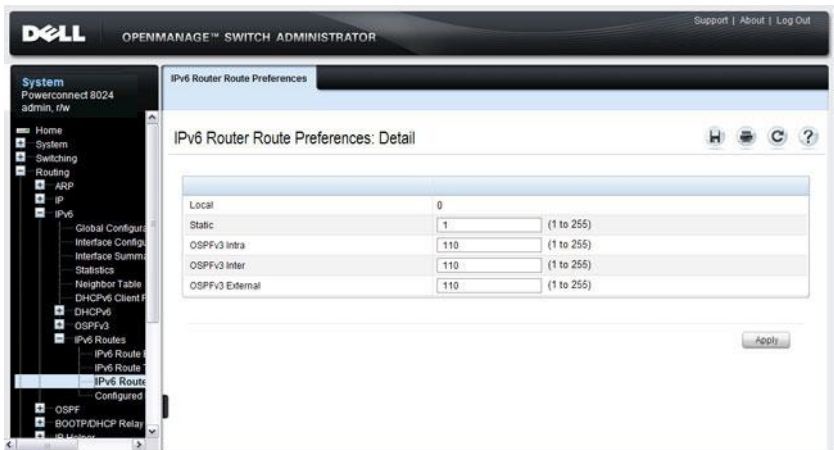 Support | About | Log Out
DELL
OPENMANAGE™ SWITCH ADMINISTRATOR
System
Powerconnect 8024
admin, r/w
Home
System
Switching
Routing
ARP
IP
IPv6
Global Configura
Interface Configu
Interface Summa
Statistics
Neighbor Table
DHCPv6 Client
DHCPv6
OSPFv3
IPv6 Routes
IPv6 Route
IPv6 Route
IPv6 Route
Configured
OSPF
BOOTP/DHCP Relay
IP Helper
IPv6 Router Route Preferences
IPv6 Router Route Preferences: Detail
Local 0
Static 1 (1 to 255)
OSPFv3 Intra 110 (1 to 255)
OSPFv3 Inter 110 (1 to 255)
OSPFv3 External 110 (1 to 255)
Apply